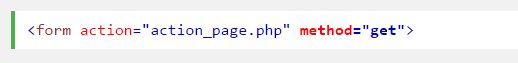 <form action="action_page.php" method="get">